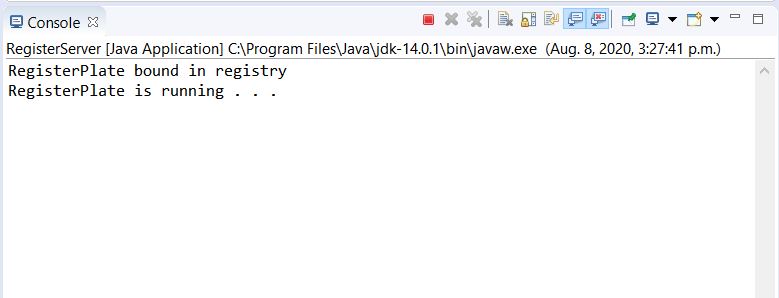 Console
RegisterServer [Java Application] C:\Program Files\Java\jdk-14.0.1\bin\javaw.exe (Aug. 8, 2020, 3:27:41 p.m.)
RegisterPlate bound in registry
RegisterPlate is running . . .